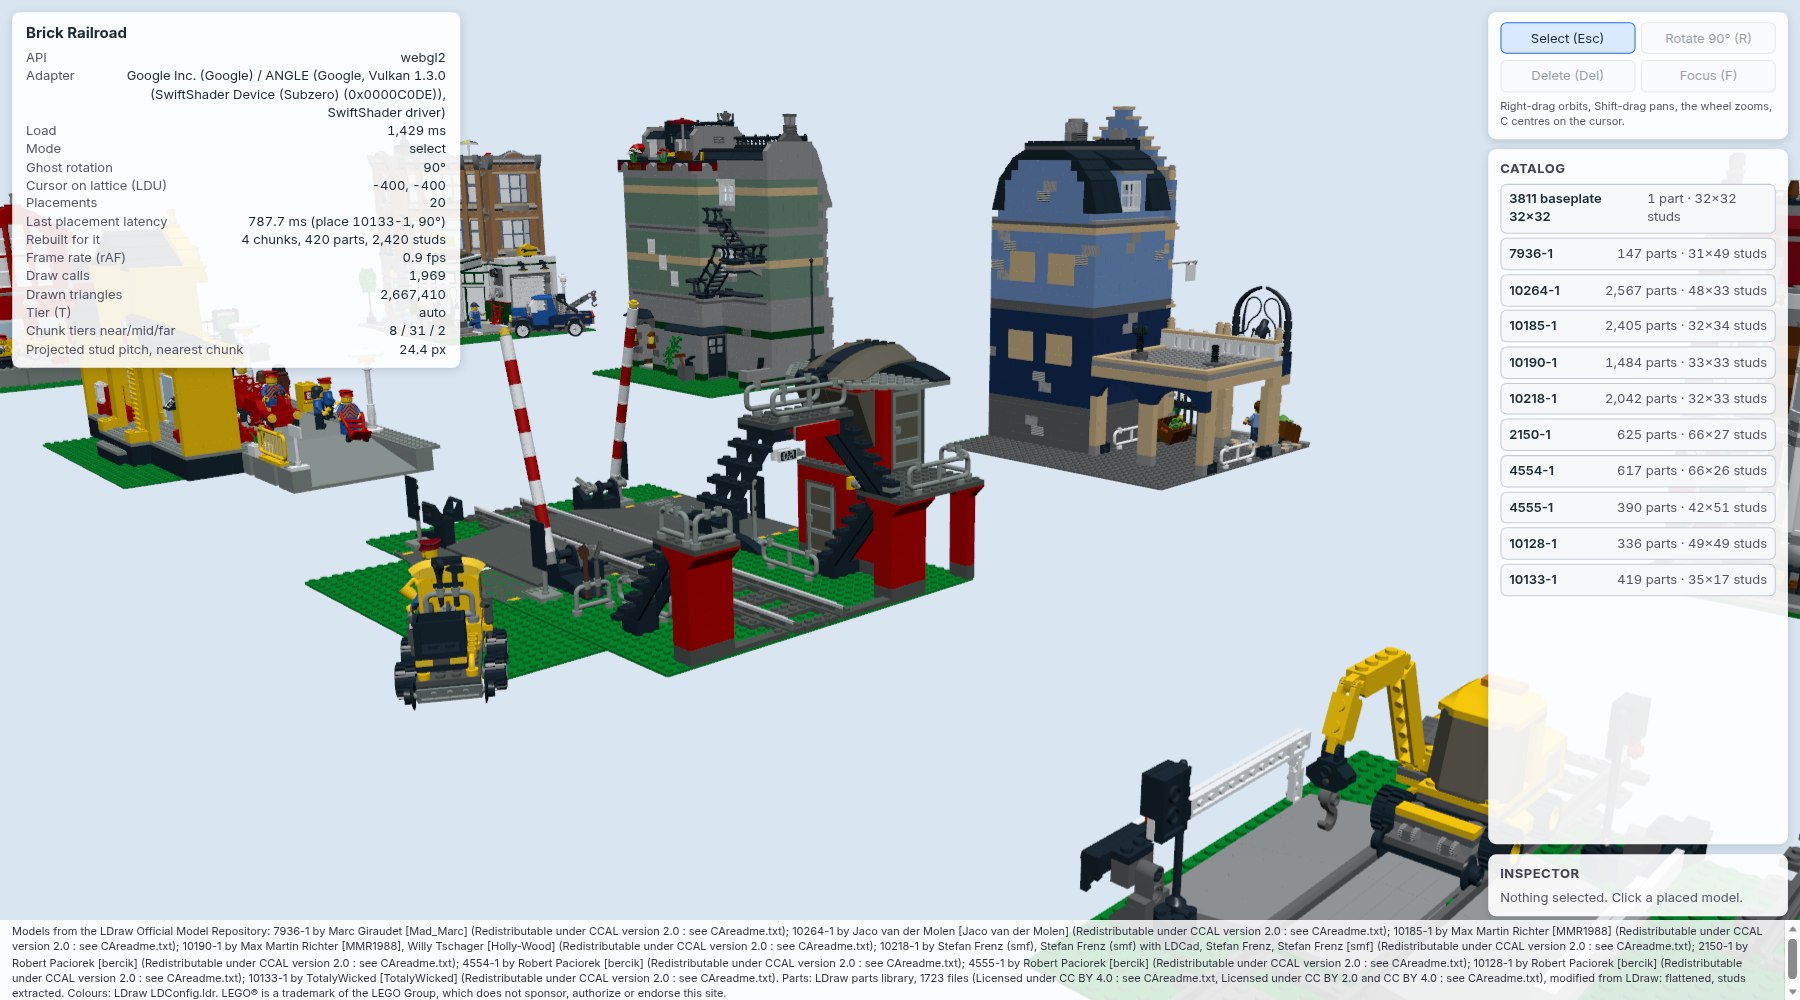 Brick Railroad
API webgl2
Adapter Google Inc. (Google) / ANGLE (Google, Vulkan 1.3.0
(SwiftShader Device (Subzero) (0x0000C0DE)),
SwiftShader driver)
Load 1,429 ms
Mode select
Ghost rotation 90°
Cursor on lattice (LDU) -400, -400
Placements 20
Last placement latency 787.7 ms (place 10133-1, 90°)
Rebuilt for it 4 chunks, 420 parts, 2,420 studs
Frame rate (rAF) 0.9 fps
Draw calls 1,969
Drawn triangles 2,667,410
Tier (T) auto
Chunk tiers near/mid/far 8 / 31 / 2
Projected stud pitch, nearest chunk 24.4 px
Select (Esc) Rotate 90° (R)
Delete (Del) Focus (F)
Right-drag orbits, Shift-drag pans, the wheel zooms,
C centres on the cursor.
CATALOG
3811 baseplate 1 part · 32×32
32×32 studs
7936-1 147 parts · 31×49 studs
10264-1 2,567 parts · 48×33 studs
10185-1 2,405 parts · 32×34 studs
10190-1 1,484 parts · 33×33 studs
10218-1 2,042 parts · 32×33 studs
2150-1 625 parts · 66×27 studs
4554-1 617 parts · 66×26 studs
4555-1 390 parts · 42×51 studs
10128-1 336 parts · 49×49 studs
10133-1 419 parts · 35×17 studs
INSPECTOR
Nothing selected. Click a placed model.
Models from the LDraw Official Model Repository: 7936-1 by Marc Giraudet [Mad_Marc] (Redistributable under CCAL version 2.0 : see CAreadme.txt); 10264-1 by Jaco van der Molen [Jaco van der Molen] (Redistributable under CCAL version 2.0 : see CAreadme.txt); 10185-1 by Max Martin Richter [MMR1988] (Redistributable under CCAL
version 2.0 : see CAreadme.txt); 10190-1 by Max Martin Richter [MMR1988], Willy Tschager [Holly-Wood] (Redistributable under CCAL version 2.0 : see CAreadme.txt); 10218-1 by Stefan Frenz (smf), Stefan Frenz (smf) with LDCad, Stefan Frenz, Stefan Frenz [smf] (Redistributable under CCAL version 2.0 : see CAreadme.txt); 2150-1 by
Robert Paciorek [bercik] (Redistributable under CCAL version 2.0 : see CAreadme.txt); 4554-1 by Robert Paciorek [bercik] (Redistributable under CCAL version 2.0 : see CAreadme.txt); 4555-1 by Robert Paciorek [bercik] (Redistributable under CCAL version 2.0 : see CAreadme.txt); 10128-1 by Robert Paciorek [bercik] (Redistributable
under CCAL version 2.0 : see CAreadme.txt); 10133-1 by TotalyWicked [TotalyWicked] (Redistributable under CCAL version 2.0 : see CAreadme.txt). Parts: LDraw parts library, 1723 files (Licensed under CC BY 4.0 : see CAreadme.txt, Licensed under CC BY 2.0 and CC BY 4.0 : see CAreadme.txt), modified from LDraw: flattened, studs
extracted. Colours: LDraw LDConfig.ldr. LEGO® is a trademark of the LEGO Group, which does not sponsor, authorize or endorse this site.